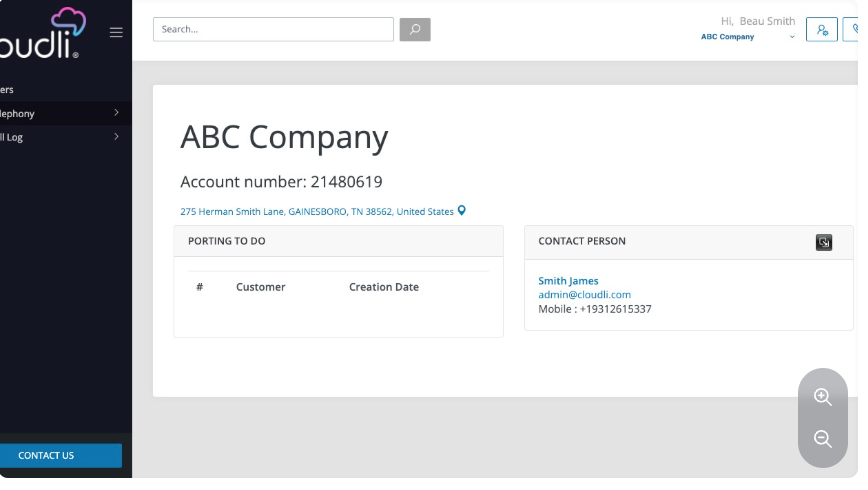 oudli®
ers
lephony
ll Log
CONTACT US
Search...
Hi, Beau Smith
ABC Company
ABC Company
Account number: 21480619
275 Herman Smith Lane, GAINESBORO, TN 38562, United States
PORTING TO DO
# Customer Creation Date
CONTACT PERSON
Smith James
admin@cloudli.com
Mobile : +19312615337